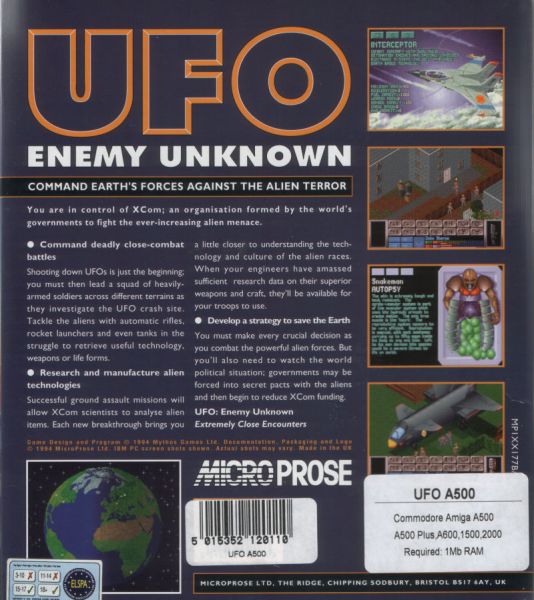 UFO
ENEMY UNKNOWN
COMMAND EARTH'S FORCES AGAINST THE ALIEN TERROR
You are in control of XCom; an organisation formed by the world's
governments to fight the ever-increasing alien menace.
● Command deadly close-combat
battles
Shooting down UFOs is just the beginning;
you must then lead a squad of heavily-
armed soldiers across different terrains as
they investigate the UFO crash site.
Tackle the aliens with automatic rifles,
rocket launchers and even tanks in the
struggle to retrieve useful technology,
weapons or life forms.
● Research and manufacture alien
technologies
Successful ground assault missions will
allow XCom scientists to analyse alien
items. Each new breakthrough brings you
a little closer to understanding the tech-
nology and culture of the alien races.
When your engineers have amassed
sufficient research data on their superior
weapons and craft, they'll be available for
your troops to use.
● Develop a strategy to save the Earth
You must make every crucial decision as
you combat the powerful alien forces. But
you'll also need to watch the world
political situation; governments may be
forced into secret pacts with the aliens
and then begin to reduce XCom funding.
UFO: Enemy Unknown
Extremely Close Encounters
Game Design and Program © 1994 Mythos Games Ltd. Documentation, Packaging and Logo
© 1994 MicroProse Ltd. IBM PC screen shots shown. Actual shots may vary. Made in the UK
INTERCEPTOR
Snakeman
AUTOPSY
MICROPROSE
5 015352 120110
UFO A500
UFO A500
Commodore Amiga A500
A500 Plus,A600,1500,2000
Required: 1Mb RAM
3-10 11-14
15-17 18+
ELSPA
MICROPROSE LTD, THE RIDGE, CHIPPING SODBURY, BRISTOL BS17 6AY, UK